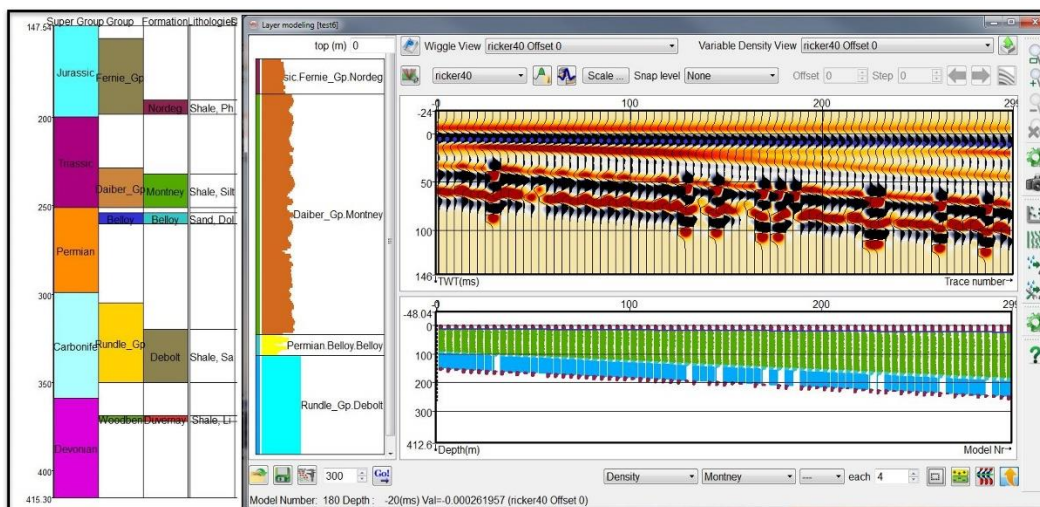 Super Group Group Formation Lithologies
147.54
Jurassic
Fernie_Gp
Nordeg
Shale, Ph
200
Triassic
Daiber_Gp
Montney
Shale, Silt
250
Belloy
Belloy
Sand, Dol
Permian
300
Carbonife
Rundle_Gp
Debolt
Shale, Sa
350
Woodben
Duvernay
Shale, Li
Devonian
400
415.30
Layer modeling [test6]
top (m) 0
sic.Fernie_Gp.Nordeg
Daiber_Gp.Montney
Permian.Belloy.Belloy
Rundle_Gp.Debolt
Wiggle View ricker40 Offset 0 Variable Density View ricker40 Offset 0
ricker40 Scale ... Snap level None Offset 0 Step 0
0 100 200 299
-24
0
50
100
146
TWT(ms) Trace number
0 100 200 299
-48.04
0
100
200
300
412.6
Depth(m) Model Nr
300 Go! Density Montney --- each 4
Model Number: 180 Depth : -20(ms) Val=-0.000261957 (ricker40 Offset 0)
?